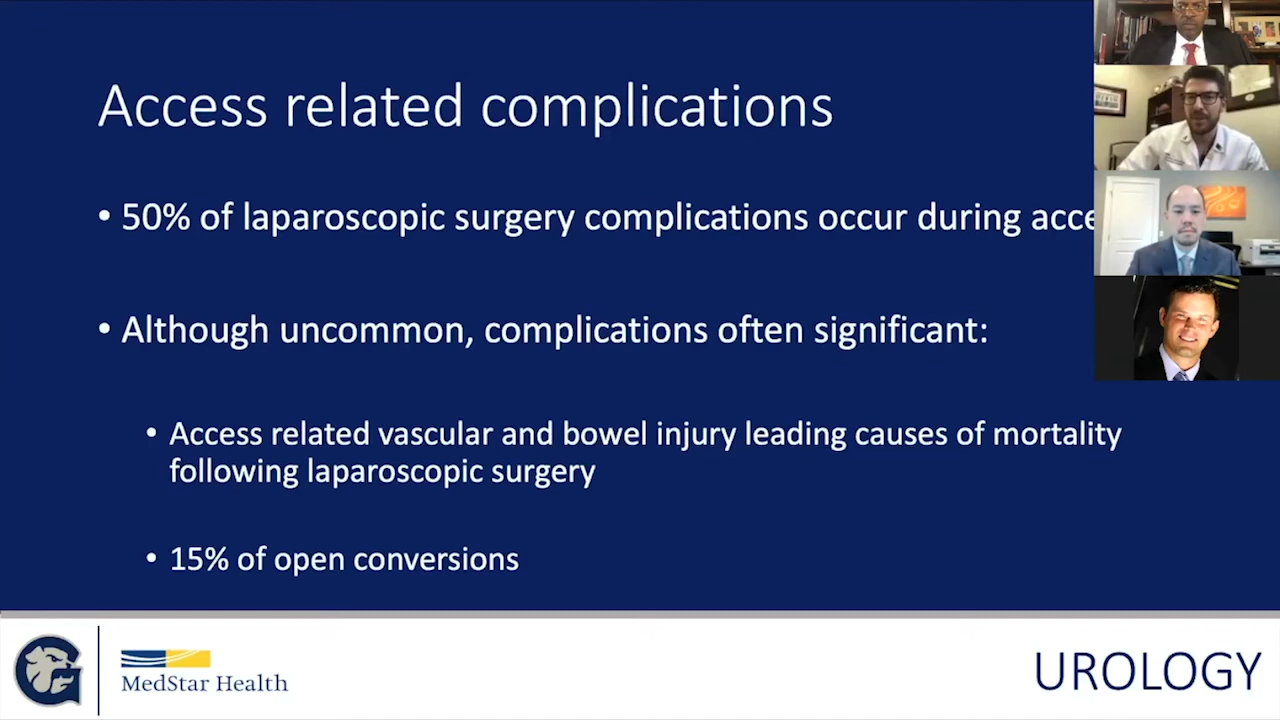 Access related complications
• 50% of laparoscopic surgery complications occur during
• Although uncommon, complications often significant:
• Access related vascular and bowel injury leading causes of mortality
following laparoscopic surgery
• 15% of open conversions
G
MedStar Health
UROLOGY